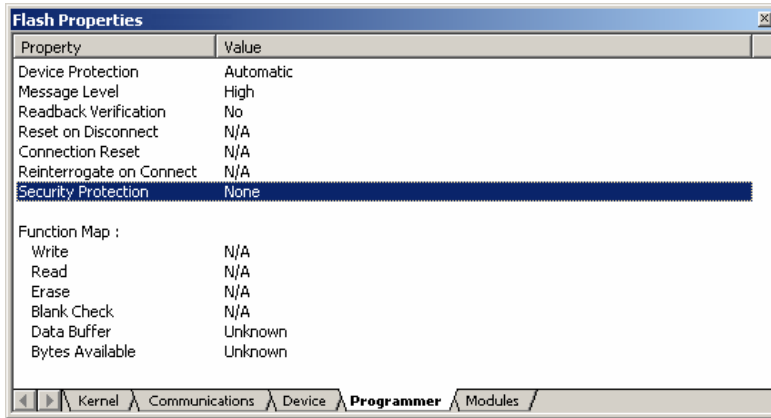 Flash Properties
Property Value
Device Protection Automatic
Message Level High
Readback Verification No
Reset on Disconnect N/A
Connection Reset N/A
Reinterrogate on Connect N/A
Security Protection None
Function Map :
Write N/A
Read N/A
Erase N/A
Blank Check N/A
Data Buffer Unknown
Bytes Available Unknown
Kernel Communications Device Programmer Modules